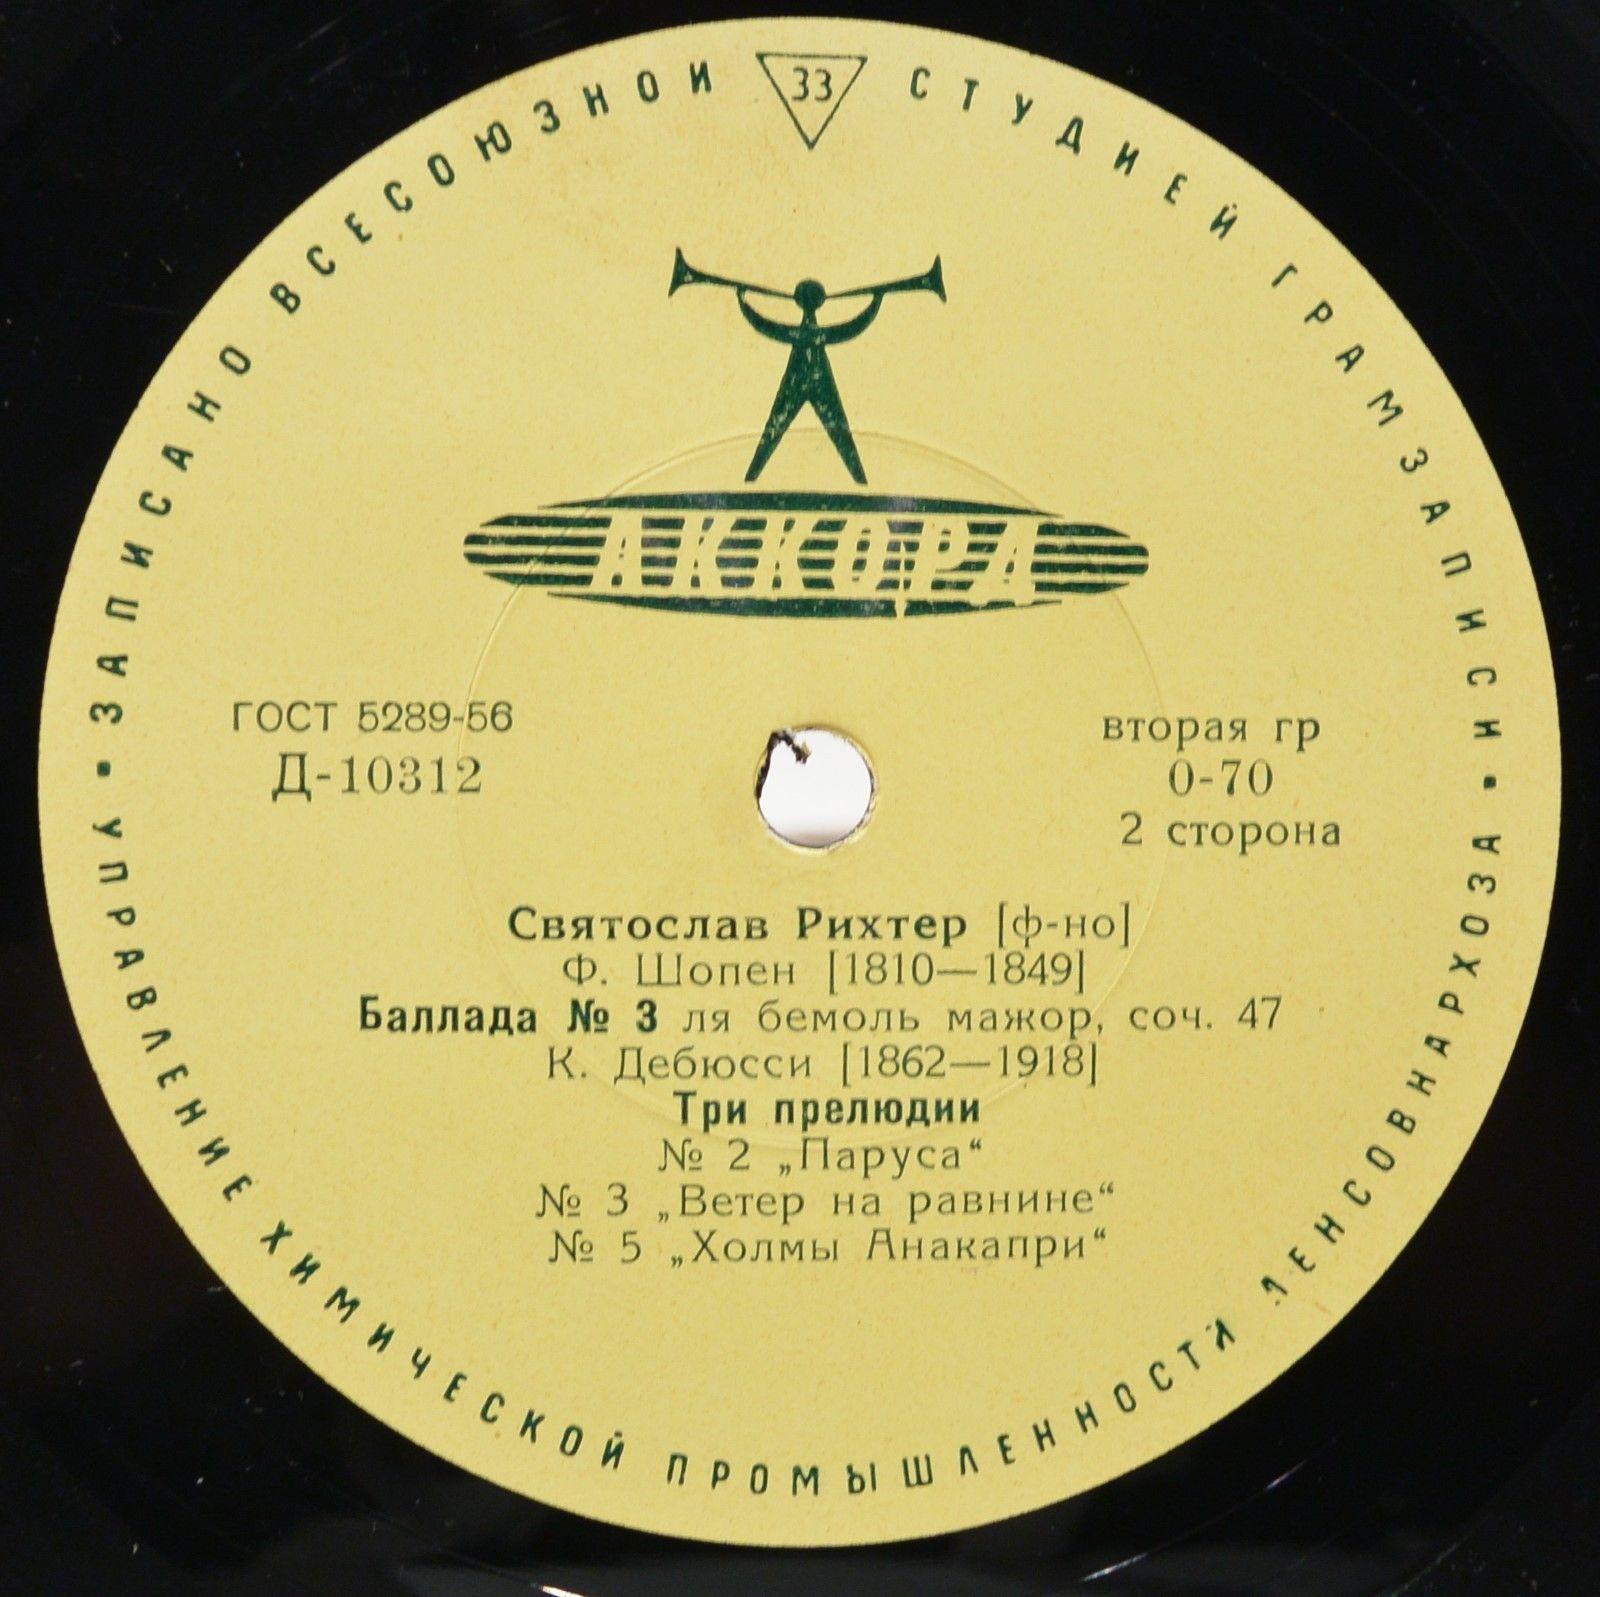 ЗАПИСАНО ВСЕСОЮЗНОЙ СТУДИЕЙ ГРАМЗАПИСИ
33
АККОРД
ГОСТ 5289-56
Д-10312
вторая гр
0-70
2 сторона
Святослав Рихтер [ф-но]
Ф. Шопен [1810—1849]
Баллада № 3 ля бемоль мажор, соч. 47
К. Дебюсси [1862—1918]
Три прелюдии
№ 2 „Паруса“
№ 3 „Ветер на равнине“
№ 5 „Холмы Анакапри“
УПРАВЛЕНИЕ ХИМИЧЕСКОЙ ПРОМЫШЛЕННОСТИ ЛЕНСОВНАРХОЗА